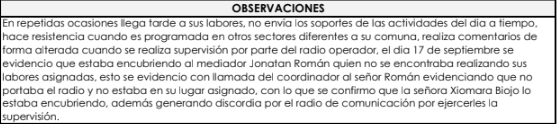 OBSERVACIONES
En repetidas ocasiones llega tarde a sus labores, no envía los soportes de las actividades del dia a tiempo,
hace resistencia cuando es programada en otros sectores diferentes a su comuna, realiza comentarios de
forma alterada cuando se realiza supervisión por parte del radio operador, el dia 17 de septiembre se
evidencio que estaba encubriendo al mediador Jonatan Román quien no se encontraba realizando sus
labores asignadas, esto se evidencio con llamada del coordinador al señor Román evidenciando que no
portaba el radio y no estaba en su lugar asignado, con lo que se confirmo que la señora Xiomara Biojo lo
estaba encubriendo, además generando discordia por el radio de comunicación por ejercerles la
supervisión.